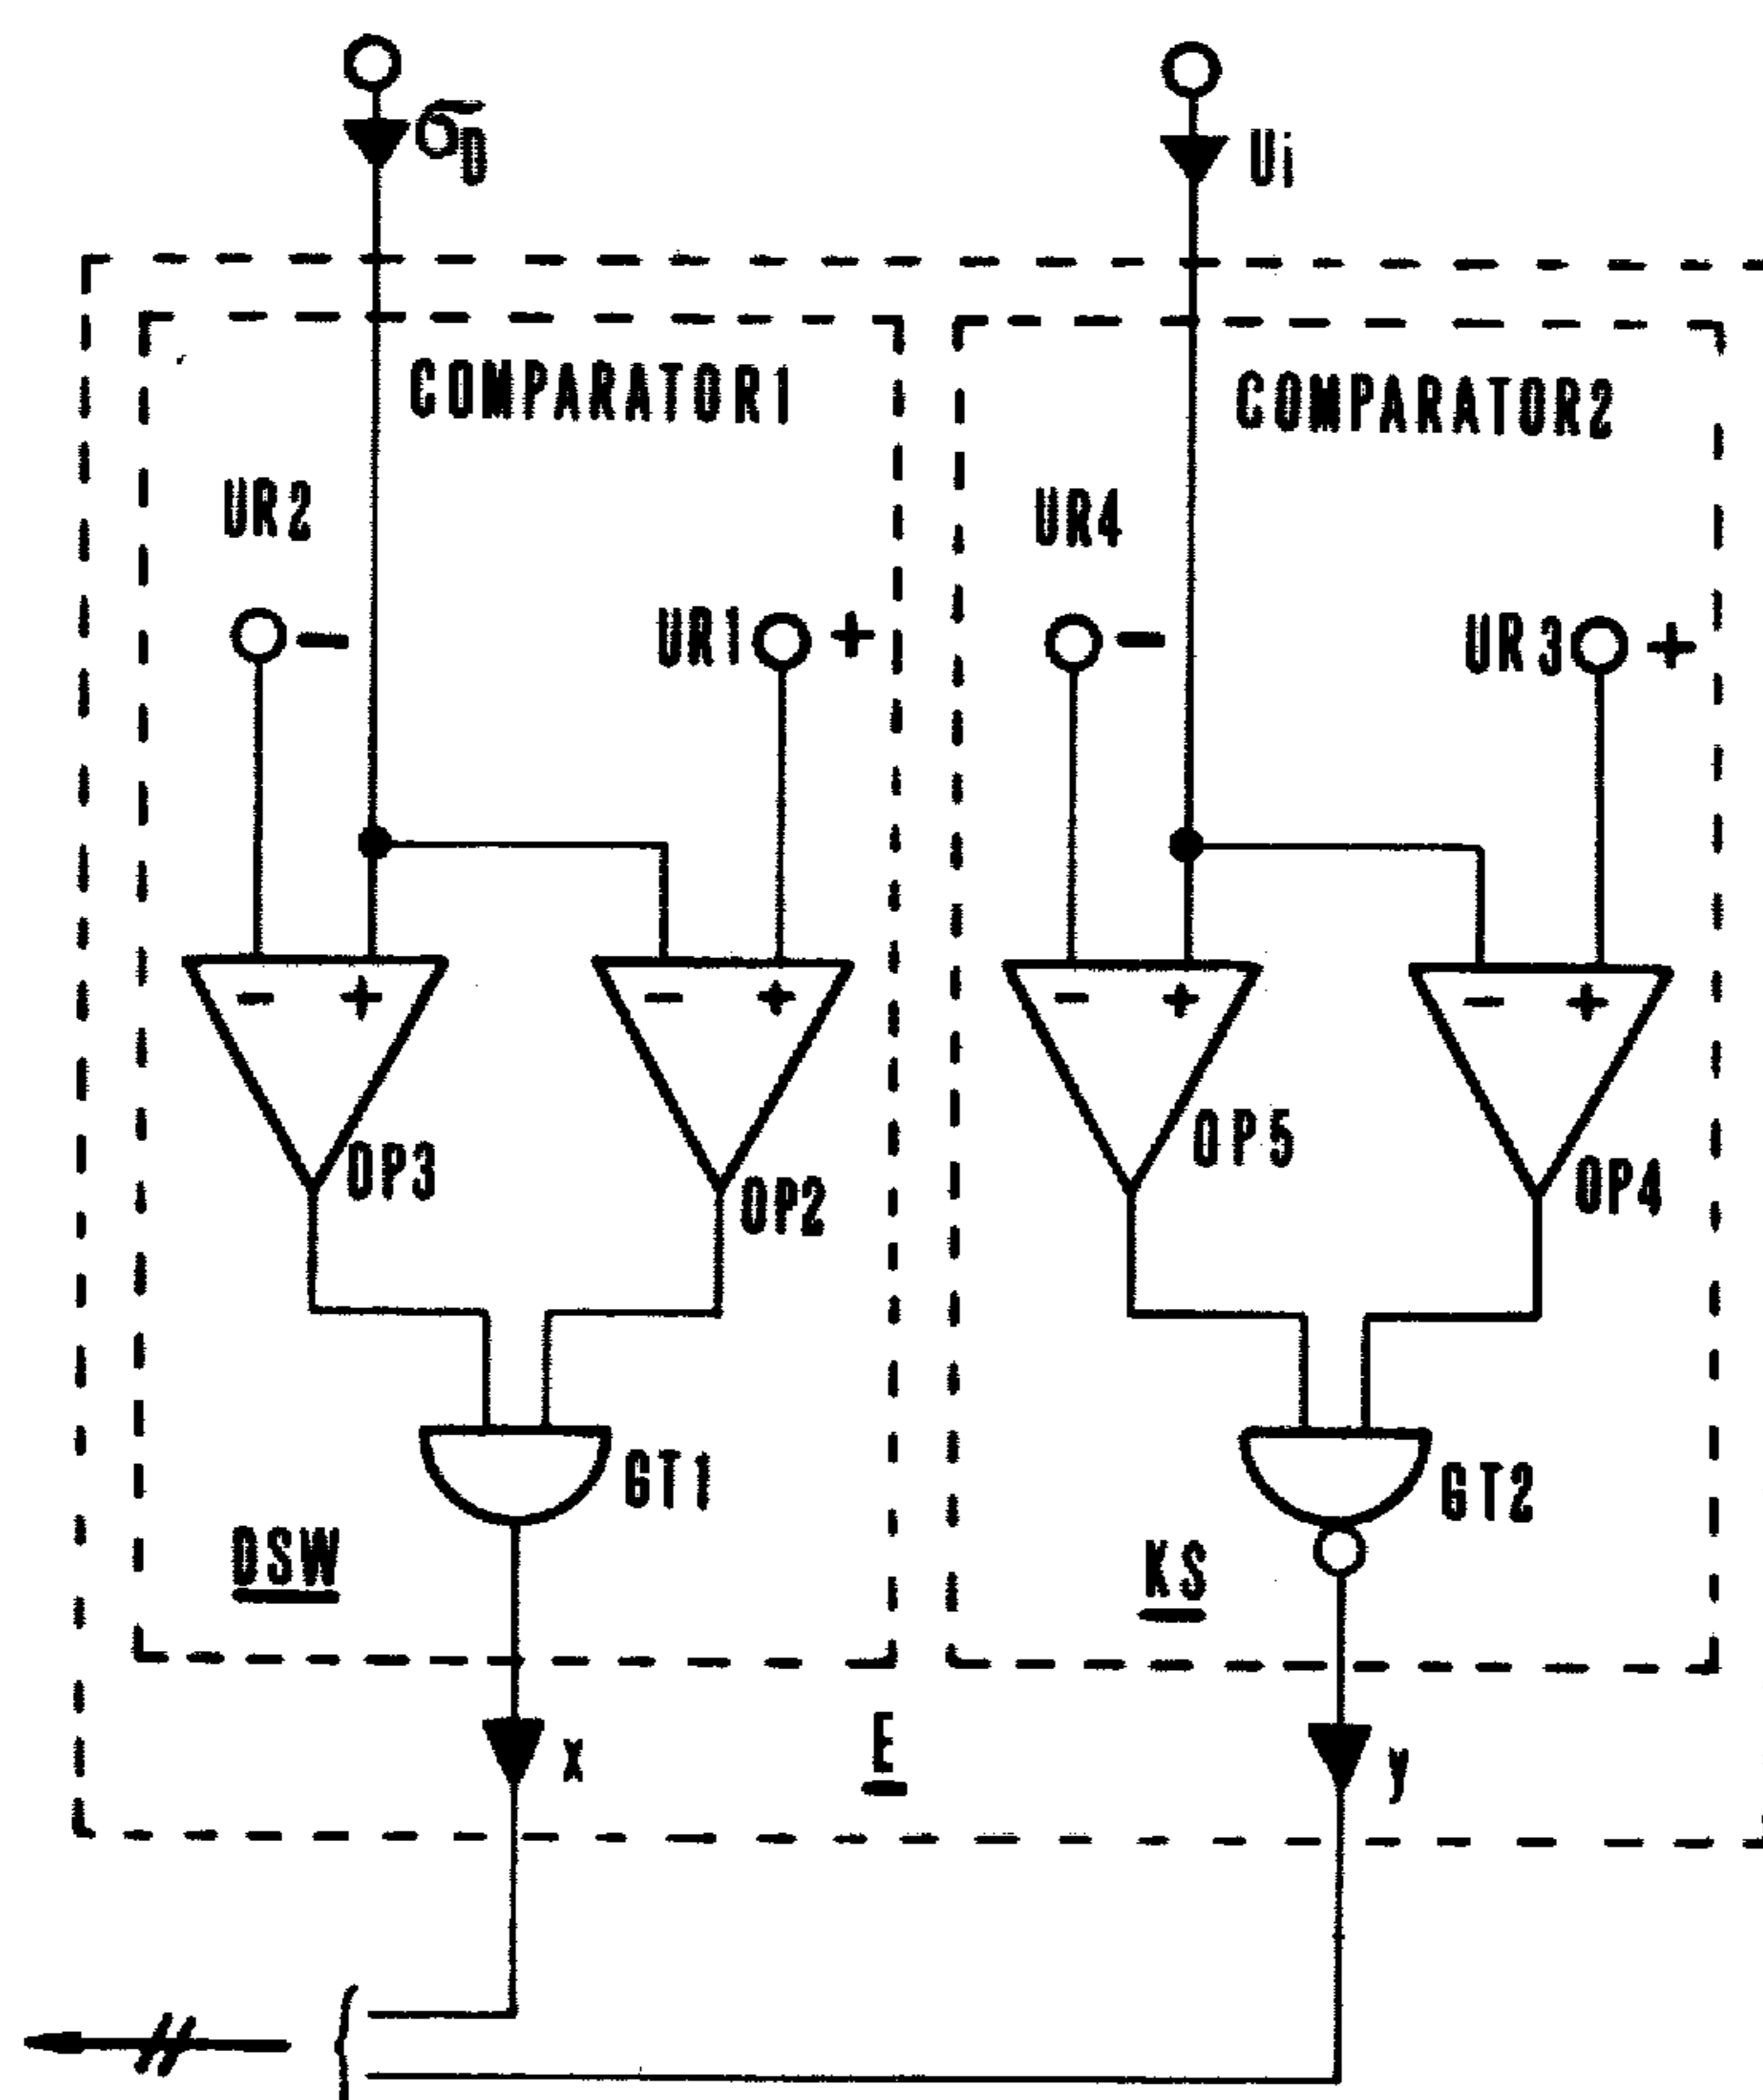 σD
Ui
COMPARATOR1
COMPARATOR2
UR2
UR4
-
UR1
+
-
UR3
+
-
+
-
+
-
+
-
+
OP3
OP2
OP5
OP4
GT1
GT2
DSW
KS
x
E
y